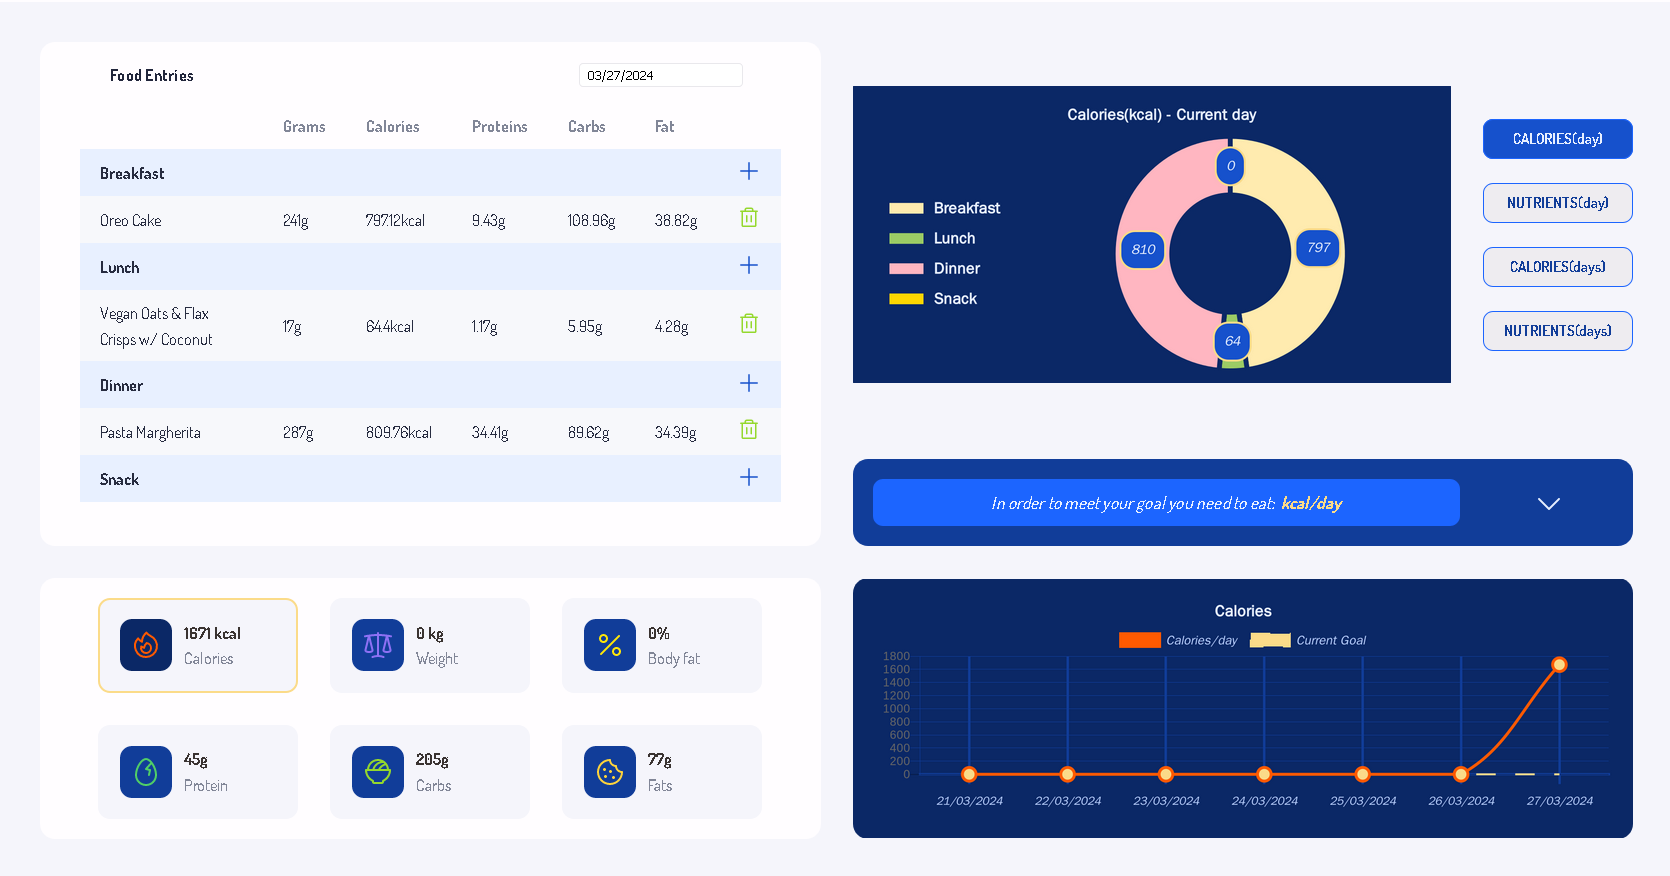 Food Entries
03/27/2024
Grams Calories Proteins Carbs Fat
Breakfast
Oreo Cake 241g 797.12kcal 9.43g 108.96g 38.82g
Lunch
Vegan Oats & Flax
Crisps w/ Coconut 17g 64.4kcal 1.17g 5.95g 4.28g
Dinner
Pasta Margherita 287g 809.76kcal 34.41g 89.62g 34.39g
Snack
Calories(kcal) - Current day
Breakfast
Lunch
Dinner
Snack
0
810
797
64
CALORIES(day)
NUTRIENTS(day)
CALORIES(days)
NUTRIENTS(days)
In order to meet your goal you need to eat: kcal/day
1671 kcal
Calories
0 kg
Weight
0%
Body fat
45g
Protein
205g
Carbs
77g
Fats
Calories
Calories/day Current Goal
1800
1600
1400
1200
1000
800
600
400
200
0
21/03/2024 22/03/2024 23/03/2024 24/03/2024 25/03/2024 26/03/2024 27/03/2024